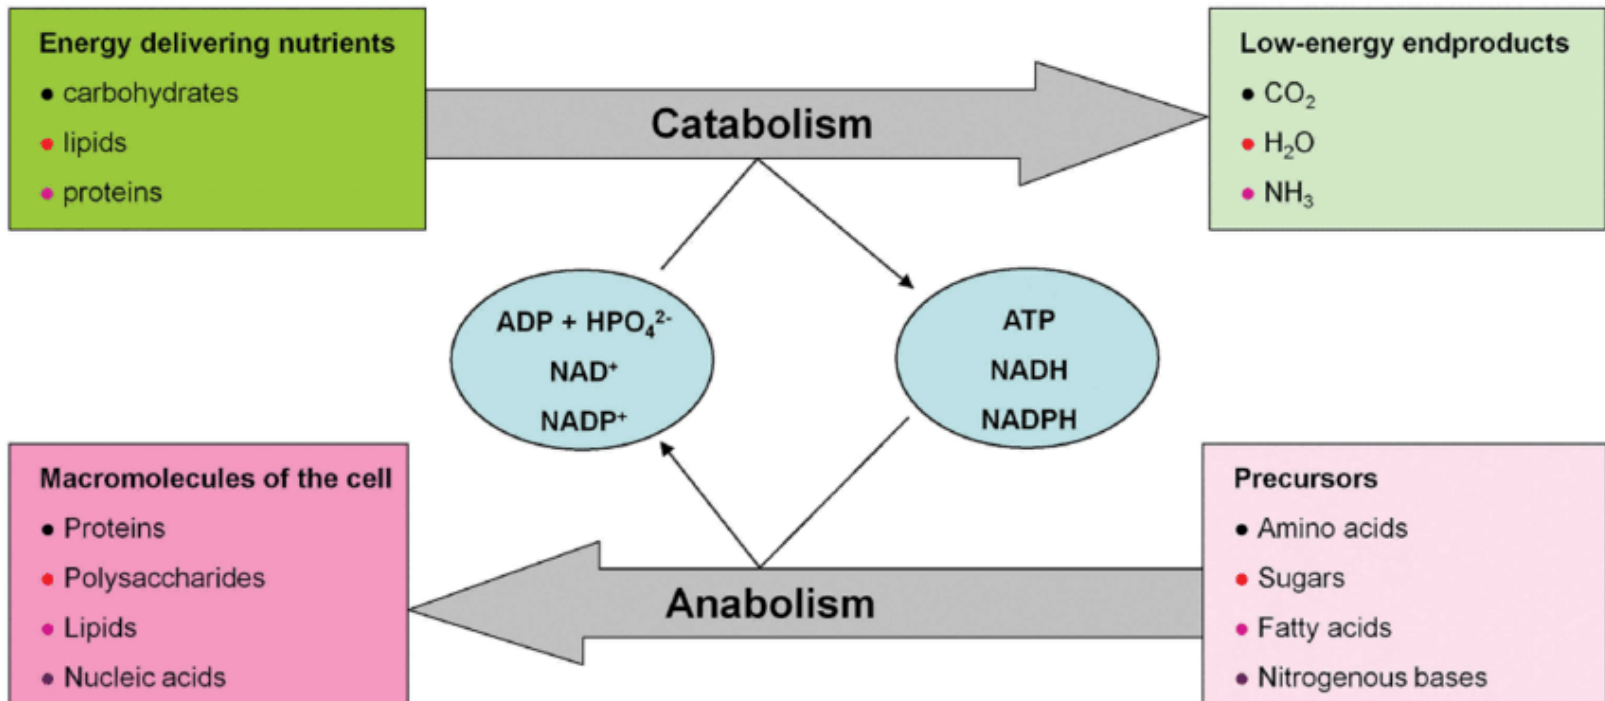 Energy delivering nutrients
• carbohydrates
• lipids
• proteins
Catabolism
Low-energy endproducts
• CO₂
• H₂O
• NH₃
ADP + HPO₄²⁻
NAD⁺
NADP⁺
ATP
NADH
NADPH
Macromolecules of the cell
• Proteins
• Polysaccharides
• Lipids
• Nucleic acids
Anabolism
Precursors
• Amino acids
• Sugars
• Fatty acids
• Nitrogenous bases